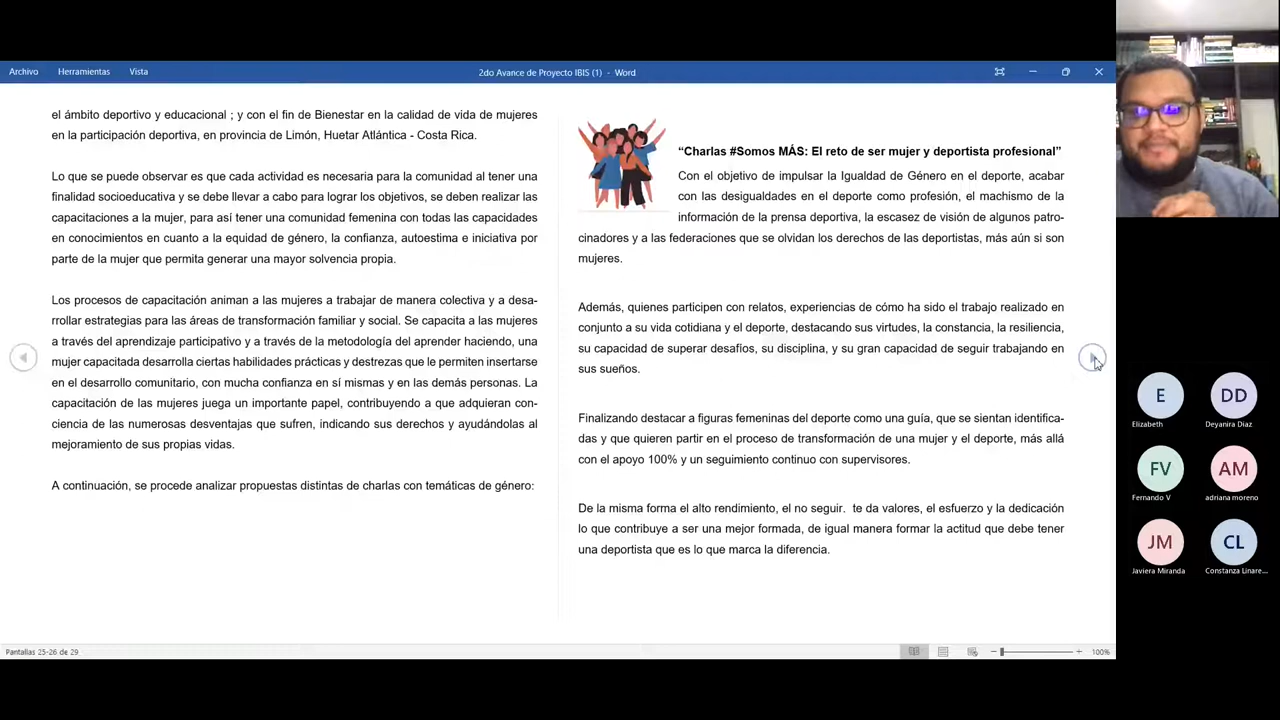 Archivo
Herramientas
Vista
2do Avance de Proyecto IBIS (1) - Word
el ámbito deportivo y educacional ; y con el fin de Bienestar en la calidad de vida de mujeres
en la participación deportiva, en provincia de Limón, Huetar Atlántica - Costa Rica.
Lo que se puede observar es que cada actividad es necesaria para la comunidad al tener una
finalidad socioeducativa y se debe llevar a cabo para lograr los objetivos, se deben realizar las
capacitaciones a la mujer, para así tener una comunidad femenina con todas las capacidades
en conocimientos en cuanto a la equidad de género, la confianza, autoestima e iniciativa por
parte de la mujer que permita generar una mayor solvencia propia.
Los procesos de capacitación animan a las mujeres a trabajar de manera colectiva y a desa-
rrollar estrategias para las áreas de transformación familiar y social. Se capacita a las mujeres
a través del aprendizaje participativo y a través de la metodología del aprender haciendo, una
mujer capacitada desarrolla ciertas habilidades prácticas y destrezas que le permiten insertarse
en el desarrollo comunitario, con mucha confianza en sí mismas y en las demás personas. La
capacitación de las mujeres juega un importante papel, contribuyendo a que adquieran con-
ciencia de las numerosas desventajas que sufren, indicando sus derechos y ayudándolas al
mejoramiento de sus propias vidas.
A continuación, se procede analizar propuestas distintas de charlas con temáticas de género:
“Charlas #Somos MÁS: El reto de ser mujer y deportista profesional”
Con el objetivo de impulsar la Igualdad de Género en el deporte, acabar
con las desigualdades en el deporte como profesión, el machismo de la
información de la prensa deportiva, la escasez de visión de algunos patro-
cinadores y a las federaciones que se olvidan los derechos de las deportistas, más aún si son
mujeres.
Además, quienes participen con relatos, experiencias de cómo ha sido el trabajo realizado en
conjunto a su vida cotidiana y el deporte, destacando sus virtudes, la constancia, la resiliencia,
su capacidad de superar desafíos, su disciplina, y su gran capacidad de seguir trabajando en
sus sueños.
Finalizando destacar a figuras femeninas del deporte como una guía, que se sientan identifica-
das y que quieren partir en el proceso de transformación de una mujer y el deporte, más allá
con el apoyo 100% y un seguimiento continuo con supervisores.
De la misma forma el alto rendimiento, el no seguir.  te da valores, el esfuerzo y la dedicación
lo que contribuye a ser una mejor formada, de igual manera formar la actitud que debe tener
una deportista que es lo que marca la diferencia.
Pantallas 25-26 de 29
100%
E
DD
Elizabeth
Deyanira Diaz
FV
AM
Fernando V
adriana moreno
JM
CL
Javiera Miranda
Constanza Linare...